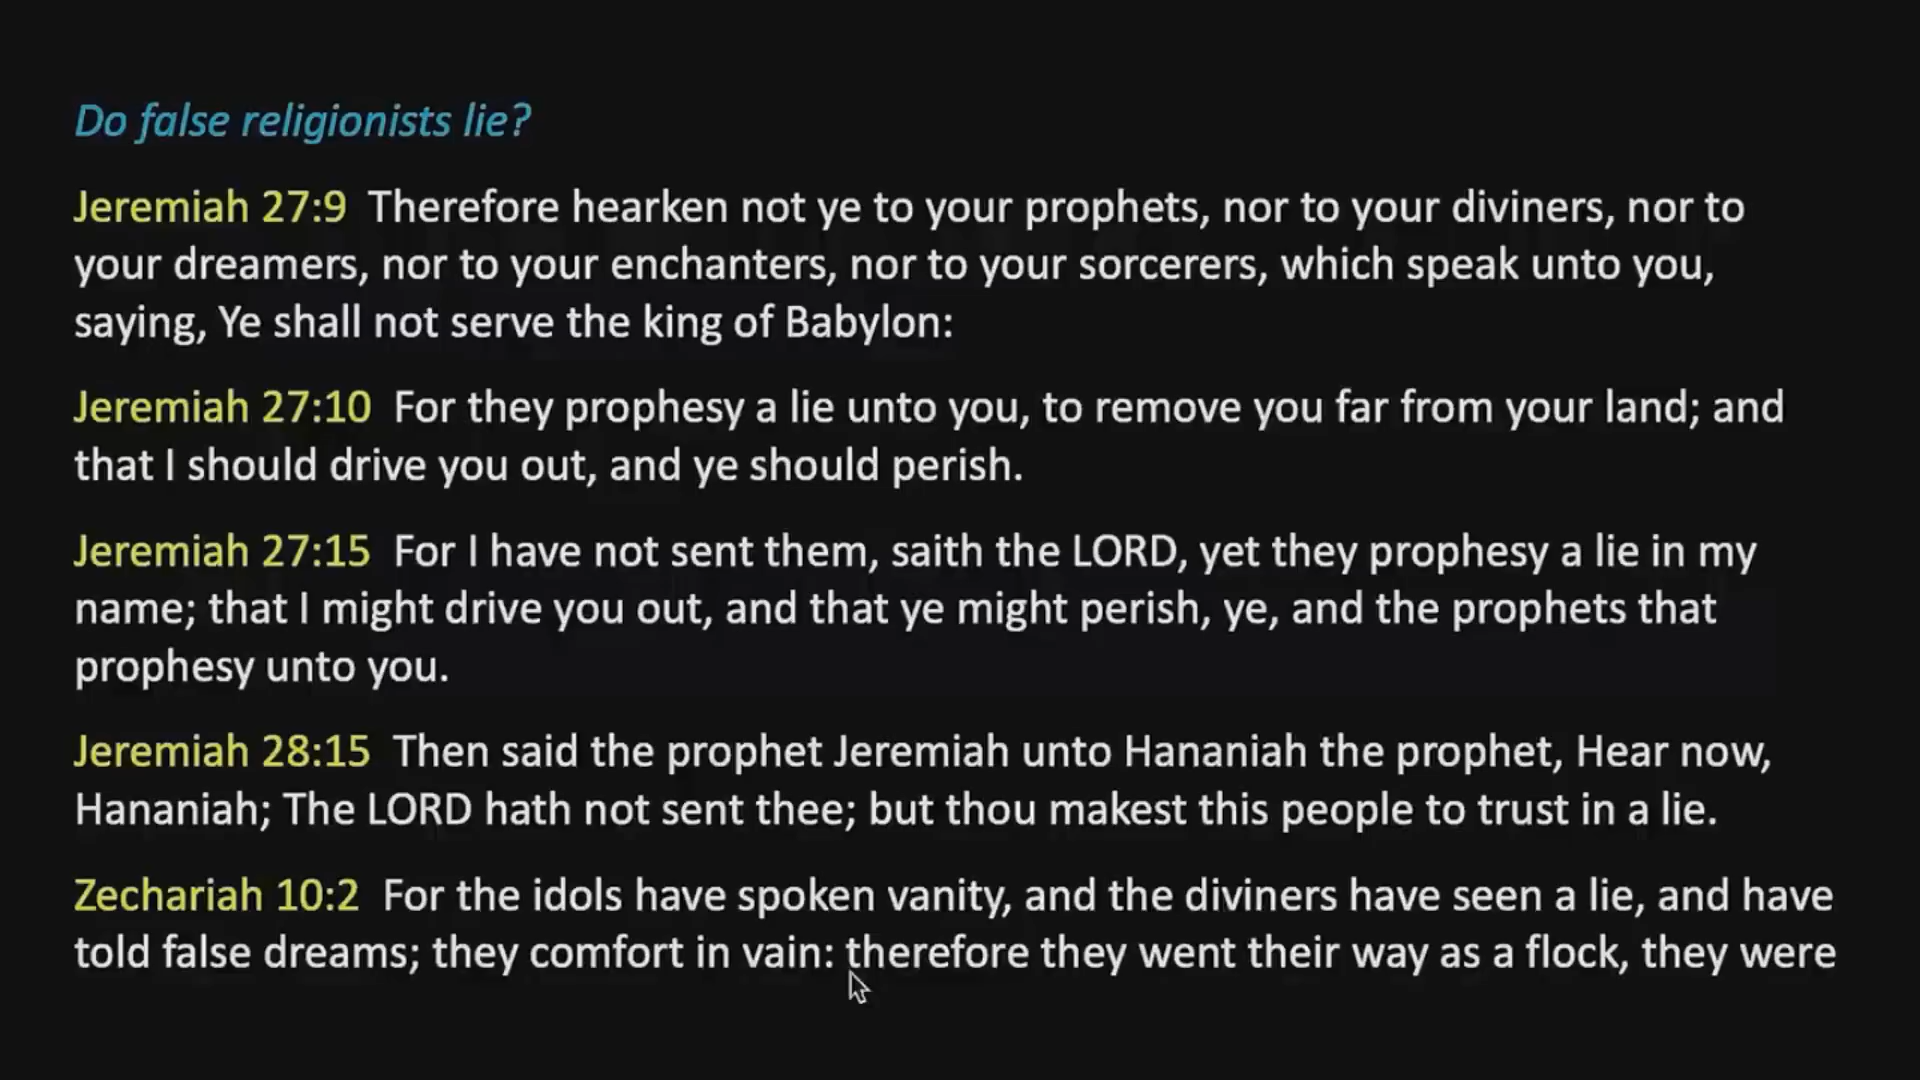 Do false religionists lie?
Jeremiah 27:9 Therefore hearken not ye to your prophets, nor to your diviners, nor to
your dreamers, nor to your enchanters, nor to your sorcerers, which speak unto you,
saying, Ye shall not serve the king of Babylon:
Jeremiah 27:10 For they prophesy a lie unto you, to remove you far from your land; and
that I should drive you out, and ye should perish.
Jeremiah 27:15 For I have not sent them, saith the LORD, yet they prophesy a lie in my
name; that I might drive you out, and that ye might perish, ye, and the prophets that
prophesy unto you.
Jeremiah 28:15 Then said the prophet Jeremiah unto Hananiah the prophet, Hear now,
Hananiah; The LORD hath not sent thee; but thou makest this people to trust in a lie.
Zechariah 10:2 For the idols have spoken vanity, and the diviners have seen a lie, and have
told false dreams; they comfort in vain: therefore they went their way as a flock, they were